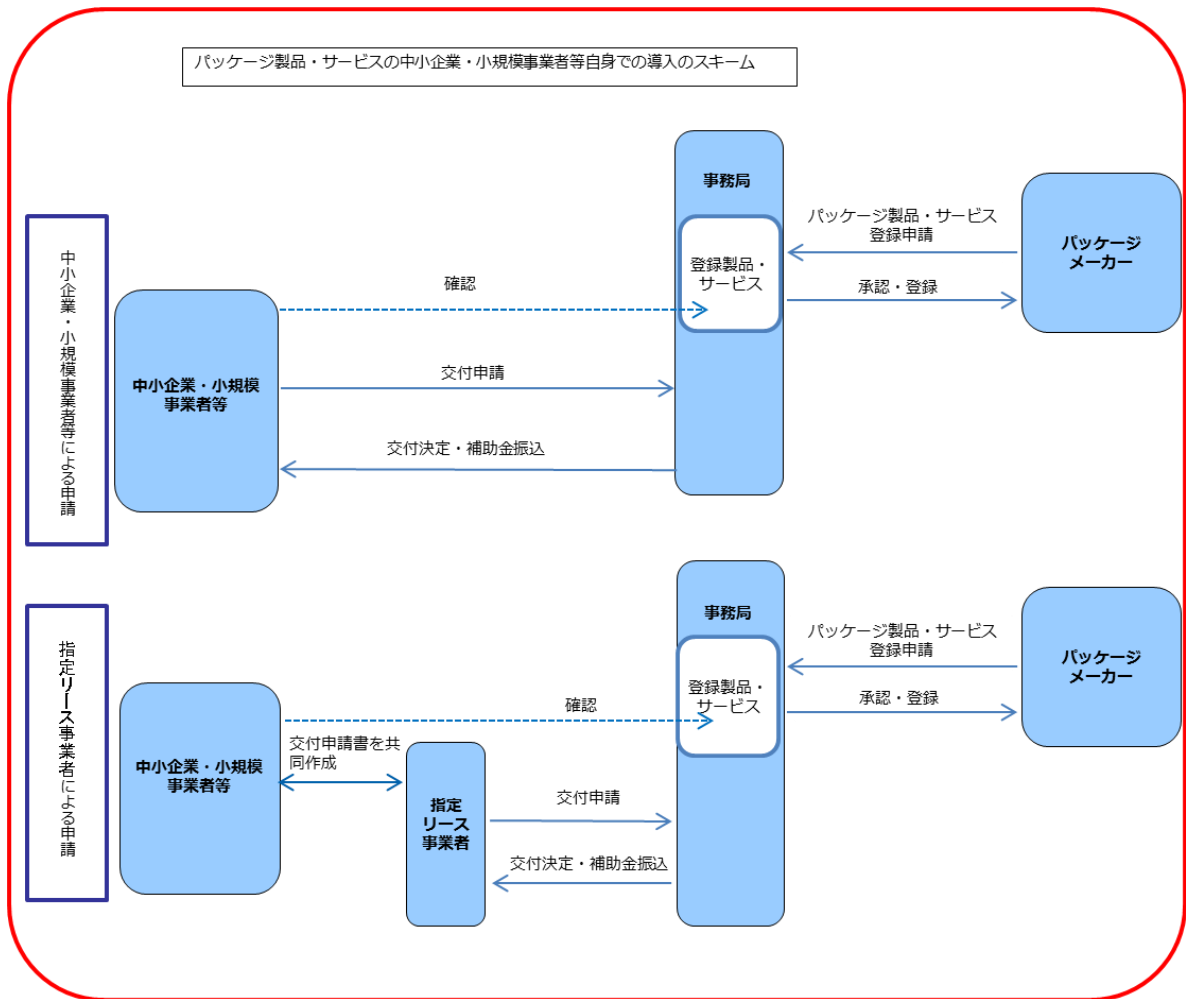 パッケージ製品・サービスの中小企業・小規模事業者等自身での導入のスキーム
中小企業・小規模事業者等による申請
中小企業・小規模
事業者等
確認
交付申請
交付決定・補助金振込
事務局
登録製品・
サービス
パッケージ製品・サービス
登録申請
承認・登録
パッケージ
メーカー
指定リース事業者による申請
中小企業・小規模
事業者等
確認
交付申請書を共
同作成
指定
リース
事業者
交付申請
交付決定・補助金振込
事務局
登録製品・
サービス
パッケージ製品・サービス
登録申請
承認・登録
パッケージ
メーカー